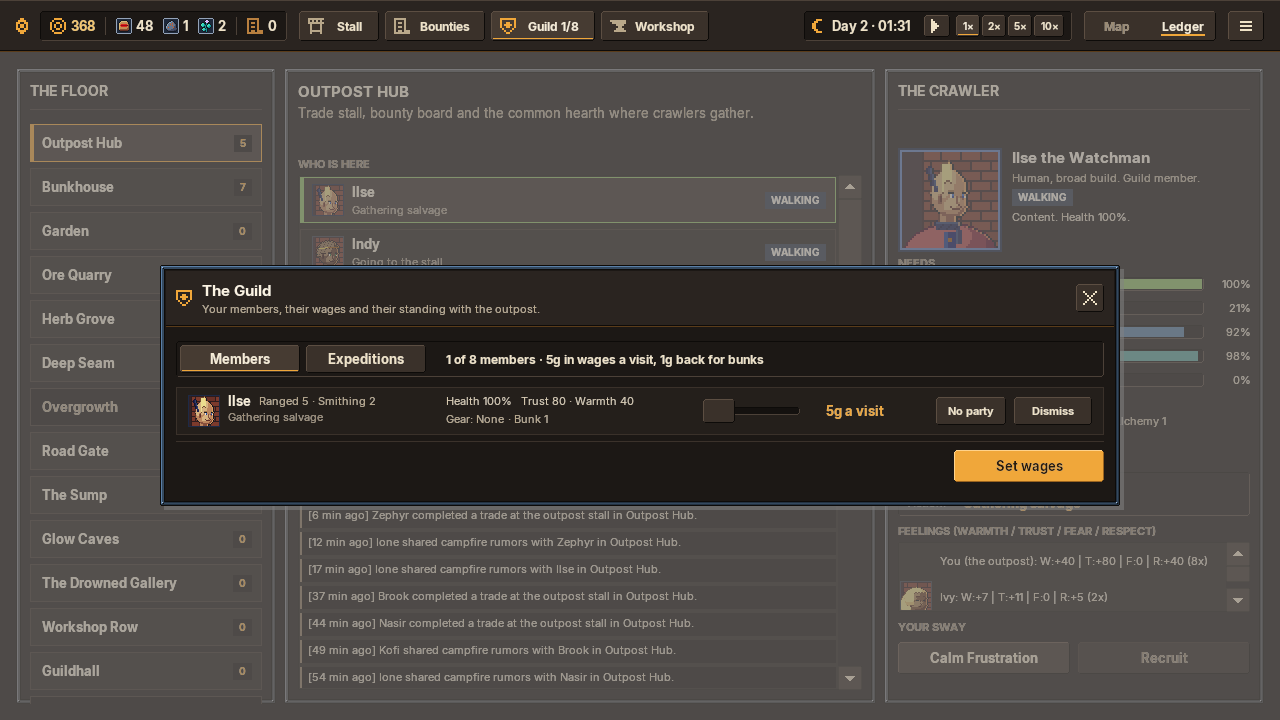 368
48
1
2
0
Stall
Bounties
Guild 1/8
Workshop
Day 2 · 01:31
1x
2x
5x
10x
Map
Ledger
THE FLOOR
Outpost Hub 5
Bunkhouse 7
Garden 0
Ore Quarry
Herb Grove
Deep Seam
Overgrowth
Road Gate
The Sump
Glow Caves 0
The Drowned Gallery 0
Workshop Row 0
Guildhall 0
OUTPOST HUB
Trade stall, bounty board and the common hearth where crawlers gather.
WHO IS HERE
Ilse
Gathering salvage
WALKING
Indy
Going to the stall
WALKING
THE CRAWLER
Ilse the Watchman
Human, broad build. Guild member.
WALKING
Content. Health 100%.
NEEDS
100%
21%
92%
98%
0%
lchemy 1
The Guild
Your members, their wages and their standing with the outpost.
Members
Expeditions
1 of 8 members · 5g in wages a visit, 1g back for bunks
Ilse Ranged 5 · Smithing 2
Gathering salvage
Health 100% Trust 80 · Warmth 40
Gear: None · Bunk 1
5g a visit
No party
Dismiss
Set wages
[6 min ago] Zephyr completed a trade at the outpost stall in Outpost Hub.
[12 min ago] Ione shared campfire rumors with Zephyr in Outpost Hub.
[17 min ago] Ione shared campfire rumors with Ilse in Outpost Hub.
[37 min ago] Brook completed a trade at the outpost stall in Outpost Hub.
[44 min ago] Nasir completed a trade at the outpost stall in Outpost Hub.
[49 min ago] Kofi shared campfire rumors with Brook in Outpost Hub.
[54 min ago] Ione shared campfire rumors with Nasir in Outpost Hub.
FEELINGS (WARMTH / TRUST / FEAR / RESPECT)
You (the outpost): W:+40 | T:+80 | F:0 | R:+40 (8x)
Ivy: W:+7 | T:+11 | F:0 | R:+5 (2x)
YOUR SWAY
Calm Frustration
Recruit